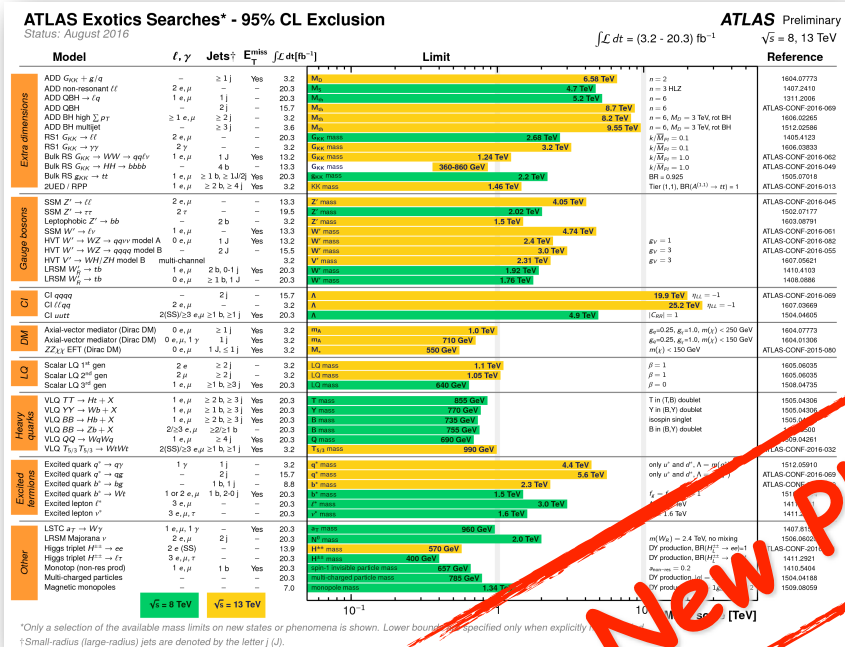 ATLAS Exotics Searches* - 95% CL Exclusion
Status: August 2016
ATLAS Preliminary
∫ℒ dt = (3.2 - 20.3) fb⁻¹ √s = 8, 13 TeV
Model ℓ, γ Jets† E_T^miss ∫ℒ dt[fb⁻¹] Limit Reference
Extra dimensions
ADD G_KK + g/q – ≥ 1 j Yes 3.2 M_D 6.58 TeV n = 2 1604.07773
ADD non-resonant ℓℓ 2 e, μ – – 20.3 M_S 4.7 TeV n = 3 HLZ 1407.2410
ADD QBH → ℓq 1 e, μ 1 j – 20.3 M_th 5.2 TeV n = 6 1311.2006
ADD QBH – 2 j – 15.7 M_th 8.7 TeV n = 6 ATLAS-CONF-2016-069
ADD BH high ∑ p_T ≥ 1 e, μ ≥ 2 j – 3.2 M_th 8.2 TeV n = 6, M_D = 3 TeV, rot BH 1606.02265
ADD BH multijet – ≥ 3 j – 3.6 M_th 9.55 TeV n = 6, M_D = 3 TeV, rot BH 1512.02586
RS1 G_KK → ℓℓ 2 e, μ – – 20.3 G_KK mass 2.68 TeV k/M̄_Pl = 0.1 1405.4123
RS1 G_KK → γγ 2 γ – – 3.2 G_KK mass 3.2 TeV k/M̄_Pl = 0.1 1606.03833
Bulk RS G_KK → WW → qqℓν 1 e, μ 1 J Yes 13.2 G_KK mass 1.24 TeV k/M̄_Pl = 1.0 ATLAS-CONF-2016-062
Bulk RS G_KK → HH → bbbb – 4 b – 13.3 G_KK mass 360-860 GeV k/M̄_Pl = 1.0 ATLAS-CONF-2016-049
Bulk RS g_KK → tt 1 e, μ ≥ 1 b, ≥ 1J/2j Yes 20.3 g_KK mass 2.2 TeV BR = 0.925 1505.07018
2UED / RPP 1 e, μ ≥ 2 b, ≥ 4 j Yes 3.2 KK mass 1.46 TeV Tier (1,1), BR(A^(1,1) → tt) = 1 ATLAS-CONF-2016-013
Gauge bosons
SSM Z′ → ℓℓ 2 e, μ – – 13.3 Z′ mass 4.05 TeV ATLAS-CONF-2016-045
SSM Z′ → ττ 2 τ – – 19.5 Z′ mass 2.02 TeV 1502.07177
Leptophobic Z′ → bb – 2 b – 3.2 Z′ mass 1.5 TeV 1603.08791
SSM W′ → ℓν 1 e, μ – Yes 13.3 W′ mass 4.74 TeV ATLAS-CONF-2016-061
HVT W′ → WZ → qqνν model A 0 e, μ 1 J Yes 13.2 W′ mass 2.4 TeV g_V = 1 ATLAS-CONF-2016-082
HVT W′ → WZ → qqqq model B – 2 J – 15.5 W′ mass 3.0 TeV g_V = 3 ATLAS-CONF-2016-055
HVT V′ → WH/ZH model B multi-channel 3.2 V′ mass 2.31 TeV g_V = 3 1607.05621
LRSM W′_R → tb 1 e, μ 2 b, 0-1 j Yes 20.3 W′ mass 1.92 TeV 1410.4103
LRSM W′_R → tb 0 e, μ ≥ 1 b, 1 J – 20.3 W′ mass 1.76 TeV 1408.0886
CI
CI qqqq – 2 j – 15.7 Λ 19.9 TeV η_LL = −1 ATLAS-CONF-2016-069
CI ℓℓqq 2 e, μ – – 3.2 Λ 25.2 TeV η_LL = −1 1607.03669
CI uutt 2(SS)/≥3 e,μ ≥1 b, ≥1 j Yes 20.3 Λ 4.9 TeV |C_RR| = 1 1504.04605
DM
Axial-vector mediator (Dirac DM) 0 e, μ ≥ 1 j Yes 3.2 m_A 1.0 TeV g_q=0.25, g_χ=1.0, m(χ) < 250 GeV 1604.07773
Axial-vector mediator (Dirac DM) 0 e, μ, 1 γ 1 j Yes 3.2 m_A 710 GeV g_q=0.25, g_χ=1.0, m(χ) < 150 GeV 1604.01306
ZZχχ EFT (Dirac DM) 0 e, μ 1 J, ≤ 1 j Yes 3.2 M_* 550 GeV m(χ) < 150 GeV ATLAS-CONF-2015-080
LQ
Scalar LQ 1st gen 2 e ≥ 2 j – 3.2 LQ mass 1.1 TeV β = 1 1605.06035
Scalar LQ 2nd gen 2 μ ≥ 2 j – 3.2 LQ mass 1.05 TeV β = 1 1605.06035
Scalar LQ 3rd gen 1 e, μ ≥1 b, ≥3 j Yes 20.3 LQ mass 640 GeV β = 0 1508.04735
Heavy quarks
VLQ TT → Ht + X 1 e, μ ≥ 2 b, ≥ 3 j Yes 20.3 T mass 855 GeV T in (T,B) doublet 1505.04306
VLQ YY → Wb + X 1 e, μ ≥ 1 b, ≥ 3 j Yes 20.3 Y mass 770 GeV Y in (B,Y) doublet 1505.04306
VLQ BB → Hb + X 1 e, μ ≥ 2 b, ≥ 3 j Yes 20.3 B mass 735 GeV isospin singlet 1505.04306
VLQ BB → Zb + X 2/≥3 e, μ ≥2/≥1 b – 20.3 B mass 755 GeV B in (B,Y) doublet
VLQ QQ → WqWq 1 e, μ ≥ 4 j Yes 20.3 Q mass 690 GeV
VLQ T_5/3 T_5/3 → WtWt 2(SS)/≥3 e,μ ≥1 b, ≥1 j Yes 3.2 T_5/3 mass 990 GeV
Excited fermions
Excited quark q* → qγ 1 γ 1 j – 3.2 q* mass 4.4 TeV only u* and d*, 1512.05910
Excited quark q* → qg – 2 j – 15.7 q* mass 5.6 TeV only u* and d*, ATLAS-CONF-2016-069
Excited quark b* → bg – 1 b, 1 j – 8.8 b* mass 2.3 TeV
Excited quark b* → Wt 1 or 2 e, μ 1 b, 2-0 j Yes 20.3 b* mass 1.5 TeV
Excited lepton ℓ* 3 e, μ – – 20.3 ℓ* mass 3.0 TeV
Excited lepton ν* 3 e, μ, τ – – 20.3 ν* mass 1.6 TeV
Other
LSTC a_T → Wγ 1 e, μ, 1 γ – Yes 20.3 a_T mass 960 GeV
LRSM Majorana ν 2 e, μ 2 j – 20.3 N⁰ mass 2.0 TeV m(W_R) = 2.4 TeV, no mixing
Higgs triplet H±± → ee 2 e (SS) – – 13.9 H±± mass 570 GeV DY production,
Higgs triplet H±± → ℓτ 3 e, μ, τ – – 20.3 H±± mass 400 GeV DY production, 1411.2921
Monotop (non-res prod) 1 e, μ 1 b Yes 20.3 spin-1 invisible particle mass 657 GeV a_non-res = 0.2 1410.5404
Multi-charged particles – – – 20.3 multi-charged particle mass 785 GeV DY production, 1504.04188
Magnetic monopoles – – – 7.0 monopole mass 1.34 1509.08059
√s = 8 TeV √s = 13 TeV
10⁻¹ 1 10 [TeV]
New
*Only a selection of the available mass limits on new states or phenomena is shown. Lower bounds specified only when explicitly
†Small-radius (large-radius) jets are denoted by the letter j (J).